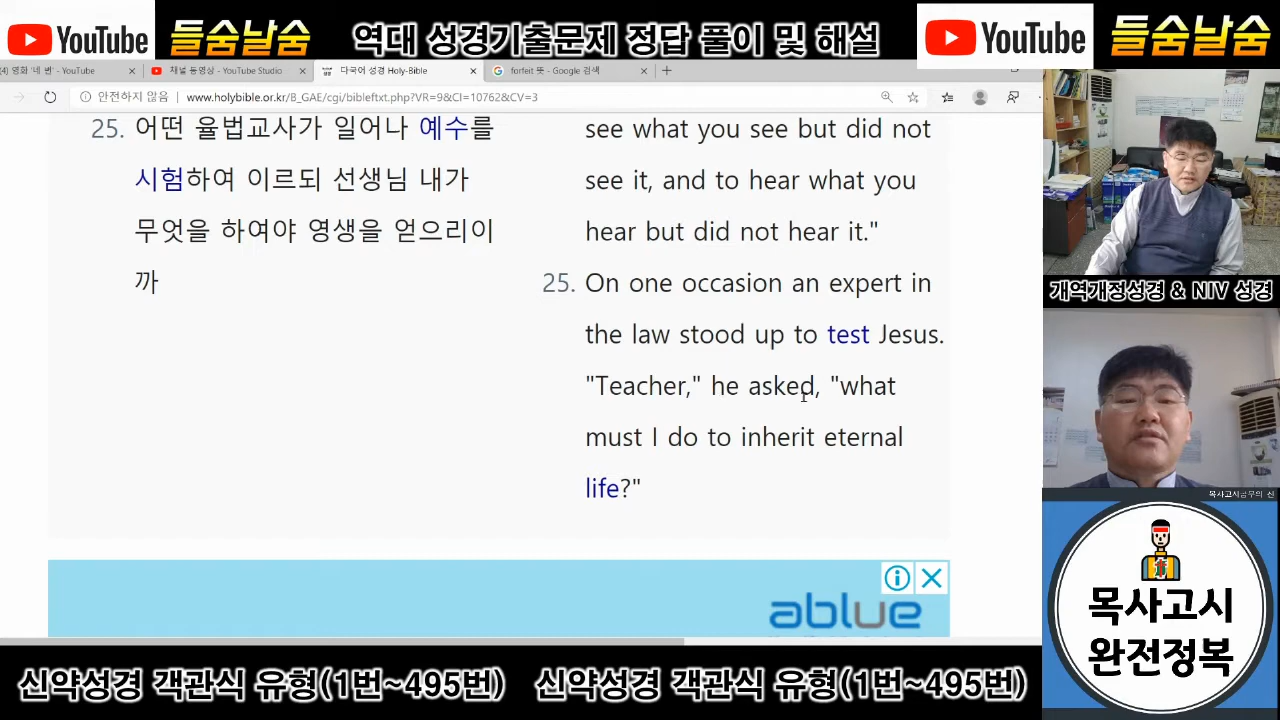 YouTube 들숨날숨 역대 성경기출문제 정답 풀이 및 해설 YouTube 들숨날숨
YouTube 채널 동영상 - YouTube Studio 다국어 성경 Holy-Bible forfeit 뜻 - Google 검색
안전하지 않음 www.holybible.or.kr/B_GAE/cgi/bibleftxt.php?VR=9&CI=10762&CV=
25. 어떤 율법교사가 일어나 예수를
시험하여 이르되 선생님 내가
무엇을 하여야 영생을 얻으리이
까
see what you see but did not
see it, and to hear what you
hear but did not hear it."
25. On one occasion an expert in
the law stood up to test Jesus.
"Teacher," he asked, "what
must I do to inherit eternal
life?"
ablue
개역개정성경 & NIV 성경
목사고시
완전정복
신약성경 객관식 유형(1번~495번) 신약성경 객관식 유형(1번~495번)